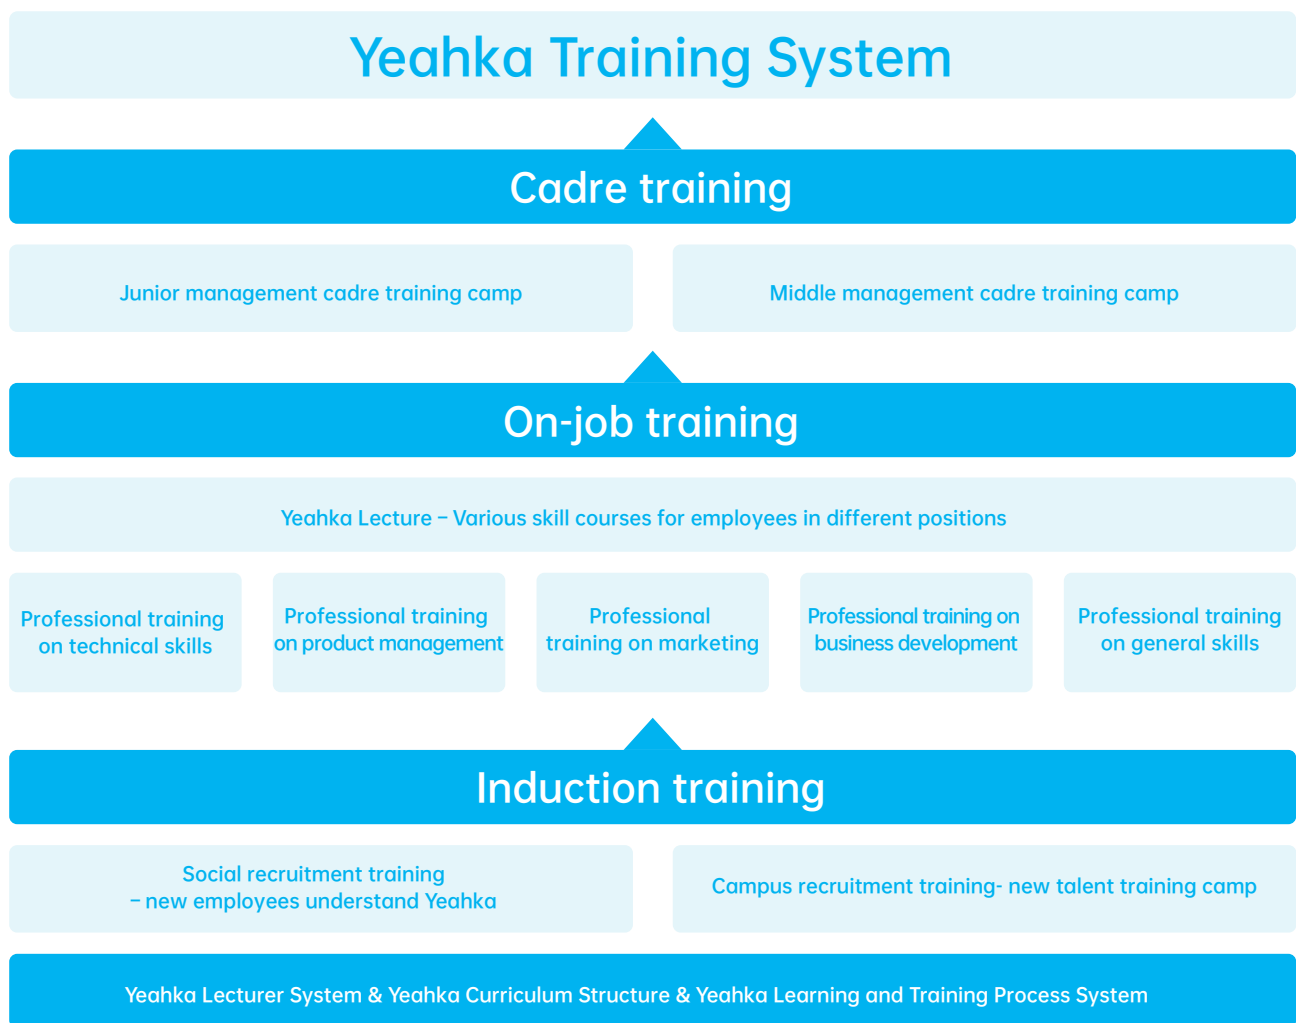 Yeahka Training System
Cadre training
Junior management cadre training camp
Middle management cadre training camp
On-job training
Yeahka Lecture – Various skill courses for employees in different positions
Professional training
on technical skills
Professional training
on product management
Professional
training on marketing
Professional training on
business development
Professional training
on general skills
Induction training
Social recruitment training
– new employees understand Yeahka
Campus recruitment training- new talent training camp
Yeahka Lecturer System & Yeahka Curriculum Structure & Yeahka Learning and Training Process System